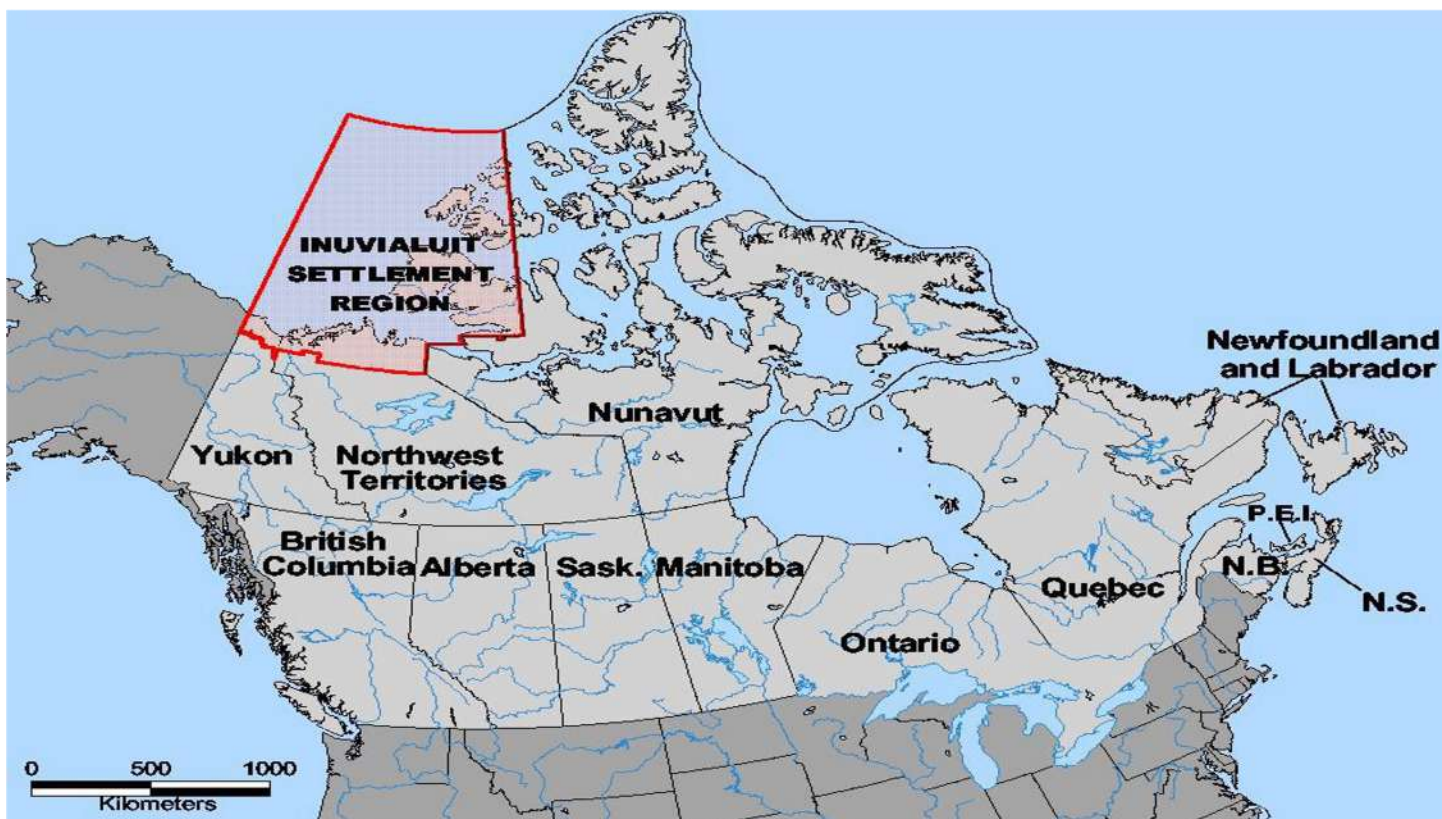 INUVIALUIT
SETTLEMENT
REGION
Newfoundland
and Labrador
Nunavut
Yukon
Northwest
Territories
P.E.I.
British
Columbia
Alberta
Sask.
Manitoba
N.B.
Quebec
N.S.
Ontario
0 500 1000
Kilometers